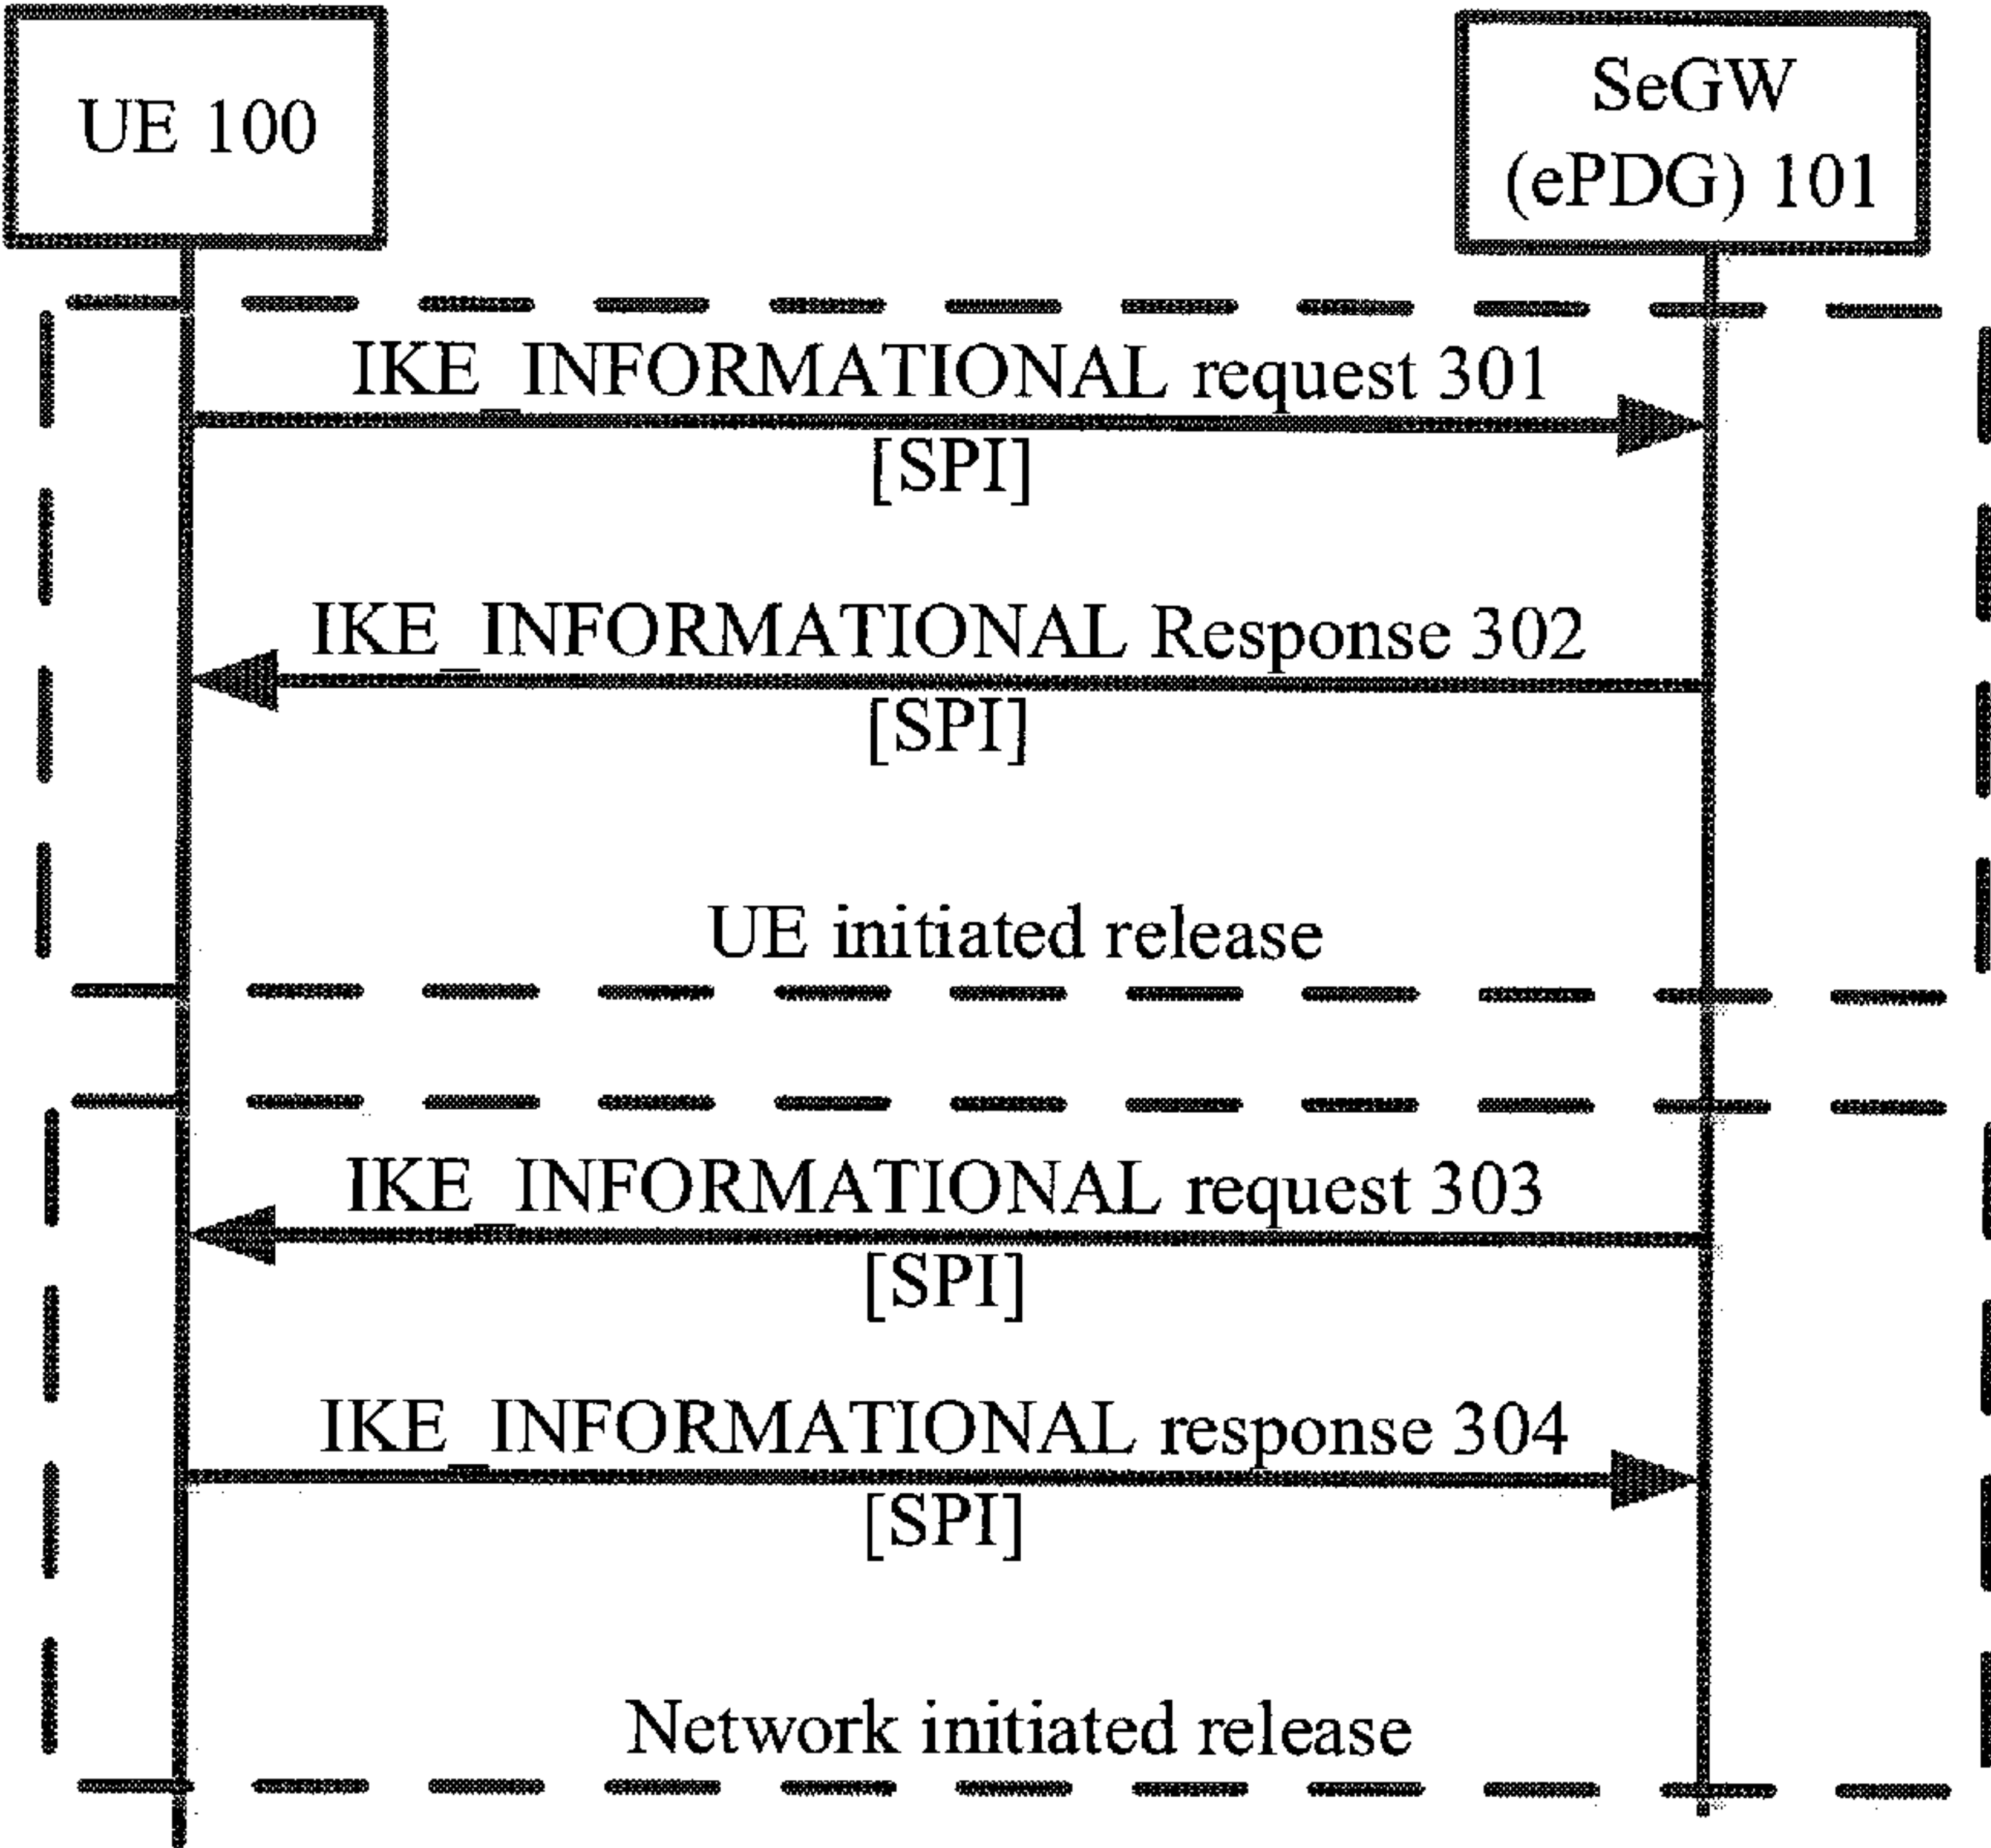 UE 100
SeGW
(ePDG) 101
IKE_INFORMATIONAL request 301
[SPI]
IKE_INFORMATIONAL Response 302
[SPI]
UE initiated release
IKE_INFORMATIONAL request 303
[SPI]
IKE_INFORMATIONAL response 304
[SPI]
Network initiated release